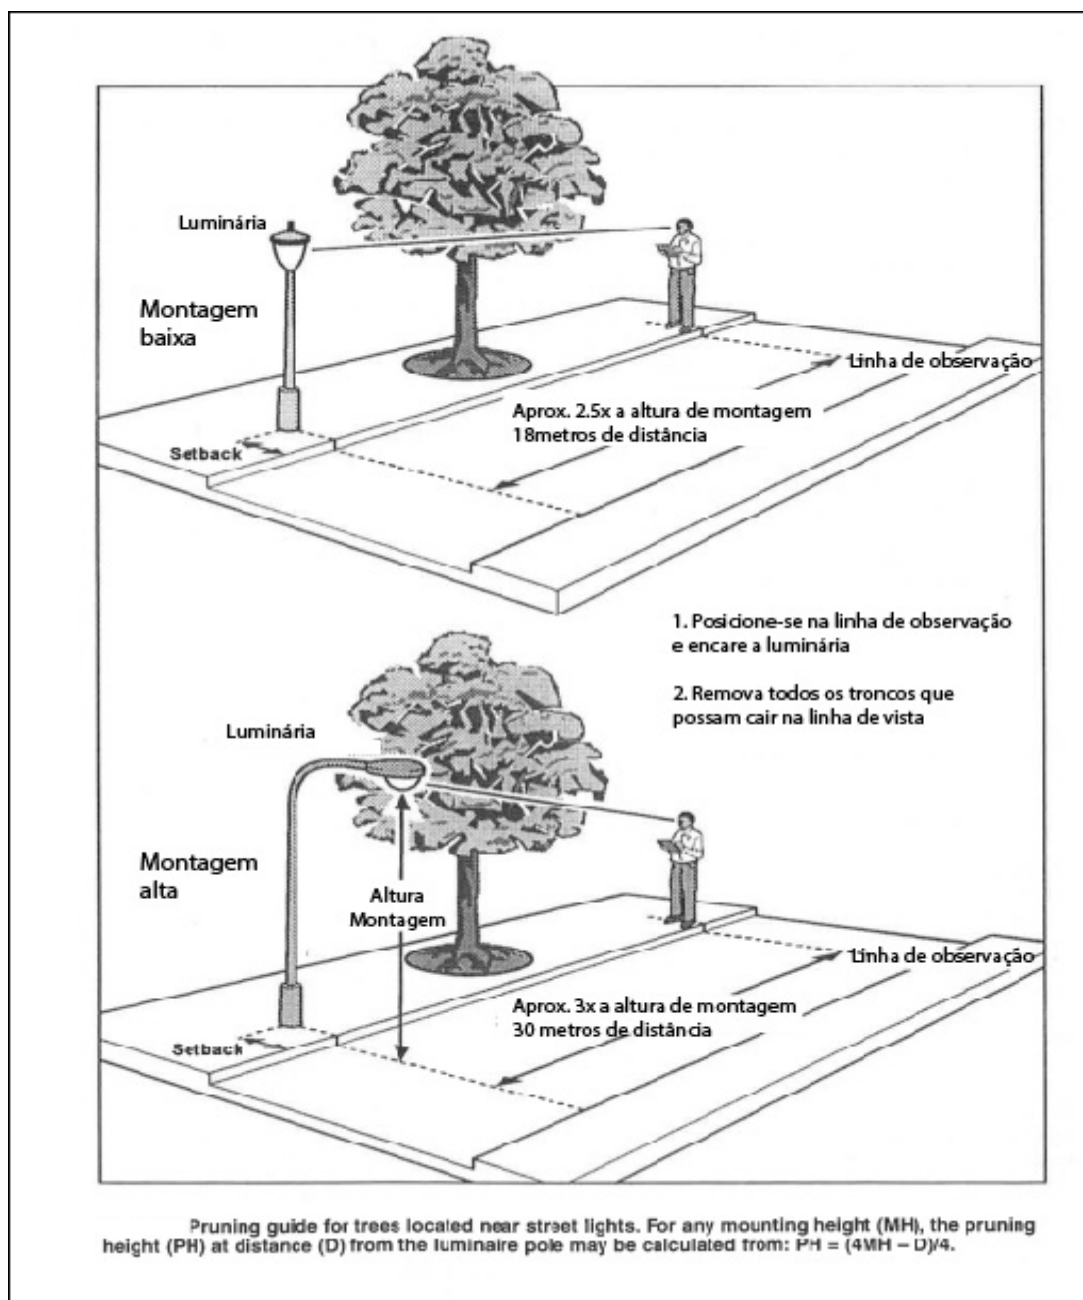 Luminária
Montagem
baixa
Linha de observação
Aprox. 2.5x a altura de montagem
18metros de distância
Setback
1. Posicione-se na linha de observação
e encare a luminária
2. Remova todos os troncos que
possam cair na linha de vista
Luminária
Montagem
alta
Altura
Montagem
Linha de observação
Aprox. 3x a altura de montagem
30 metros de distância
Setback
Pruning guide for trees located near street lights. For any mounting height (MH), the pruning
height (PH) at distance (D) from the luminaire pole may be calculated from: PH = (4MH – D)/4.